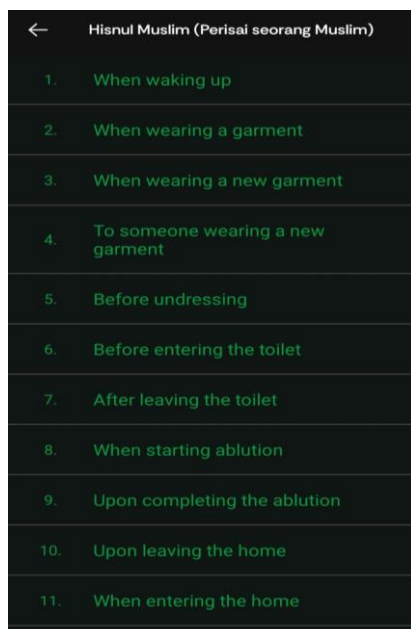 Hisnul Muslim (Perisai seorang Muslim)
1. When waking up
2. When wearing a garment
3. When wearing a new garment
4. To someone wearing a new
garment
5. Before undressing
6. Before entering the toilet
7. After leaving the toilet
8. When starting ablution
9. Upon completing the ablution
10. Upon leaving the home
11. When entering the home